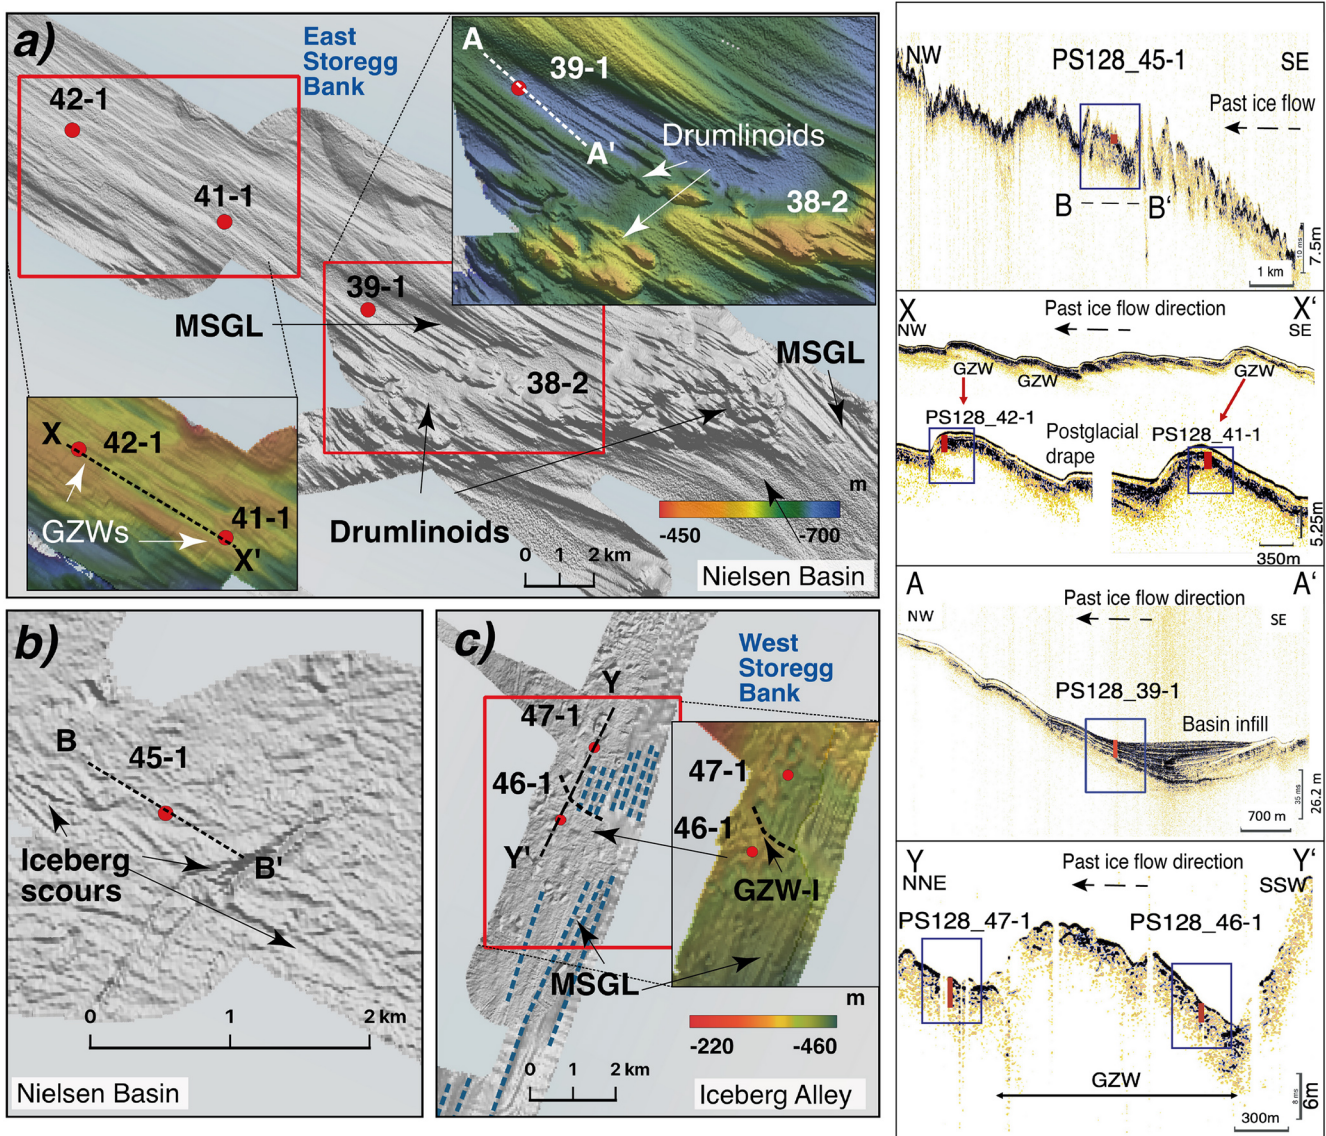 a)
East
Storegg
Bank
42-1
41-1
39-1
MSGL
38-2
MSGL
Drumlinoids
A
39-1
A'
Drumlinoids
38-2
X
42-1
GZWs
41-1
X'
m
-450
-700
0 1 2 km
Nielsen Basin
b)
B
45-1
B'
Iceberg
scours
0 1 2 km
Nielsen Basin
c)
West
Storegg
Bank
Y
47-1
46-1
Y'
MSGL
47-1
46-1
GZW-I
m
-220
-460
0 1 2 km
Iceberg Alley
NW
PS128_45-1
SE
Past ice flow
B
B‘
1 km
10 ms
7.5m
X
X‘
NW
Past ice flow direction
SE
GZW
GZW
GZW
PS128_42-1
Postglacial
drape
PS128_41-1
350m
5.25m
A
A‘
NW
Past ice flow direction
SE
PS128_39-1
Basin infill
700 m
35 ms
26.2 m
Y
Y‘
NNE
Past ice flow direction
SSW
PS128_47-1
PS128_46-1
GZW
300m
8 ms
6m